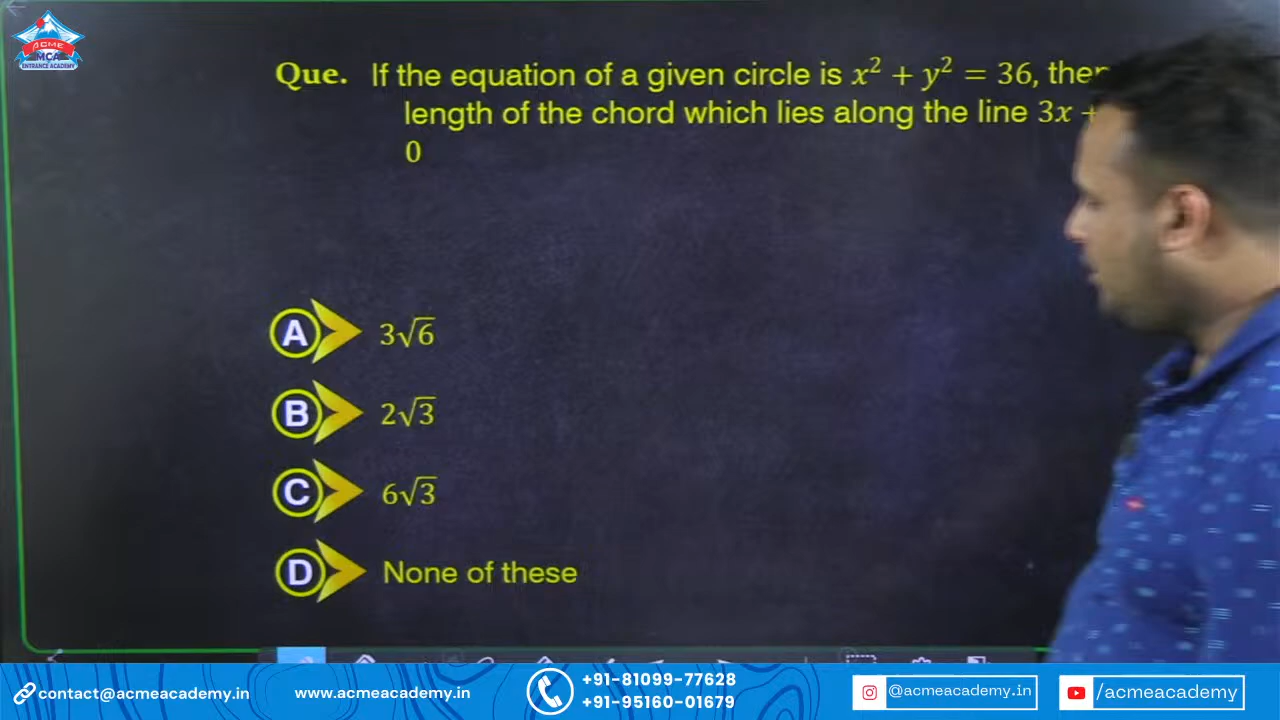 ACME
MCA
ENTRANCE ACADEMY
Que. If the equation of a given circle is x² + y² = 36, then
length of the chord which lies along the line 3x +
0
A 3√6
B 2√3
C 6√3
D None of these
contact@acmeacademy.in www.acmeacademy.in +91-81099-77628 @acmeacademy.in /acmeacademy
+91-95160-01679